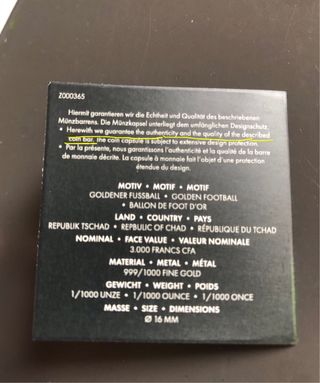 Z000365
Hiermit garantieren wir die Echtheit und Qualität des beschriebenen
Münzbarrens. Die Münzkapsel unterliegt dem umfänglichen Designschutz.
• Herewith we guarantee the authenticity and the quality of the described
coin bar, the coin capsule is subject to extensive design protection.
• Par la présente, nous garantissons l'authenticité et la qualité de la barre
de monnaie décrite. La capsule à monnaie fait l'objet d'une protection
étendue du design.
MOTIV • MOTIF • MOTIF
GOLDENER FUSSBALL • GOLDEN FOOTBALL
• BALLON DE FOOT D'OR
LAND • COUNTRY • PAYS
REPUBLIK TSCHAD • REPBULIC OF CHAD • RÉPUBLIQUE DU TCHAD
NOMINAL • FACE VALUE • VALEUR NOMINALE
3.000 FRANCS CFA
MATERIAL • METAL • MÉTAL
999/1000 FINE GOLD
GEWICHT • WEIGHT • POIDS
1/1000 UNZE • 1/1000 OUNCE • 1/1000 ONCE
MASSE • SIZE • DIMENSIONS
Ø 16 MM